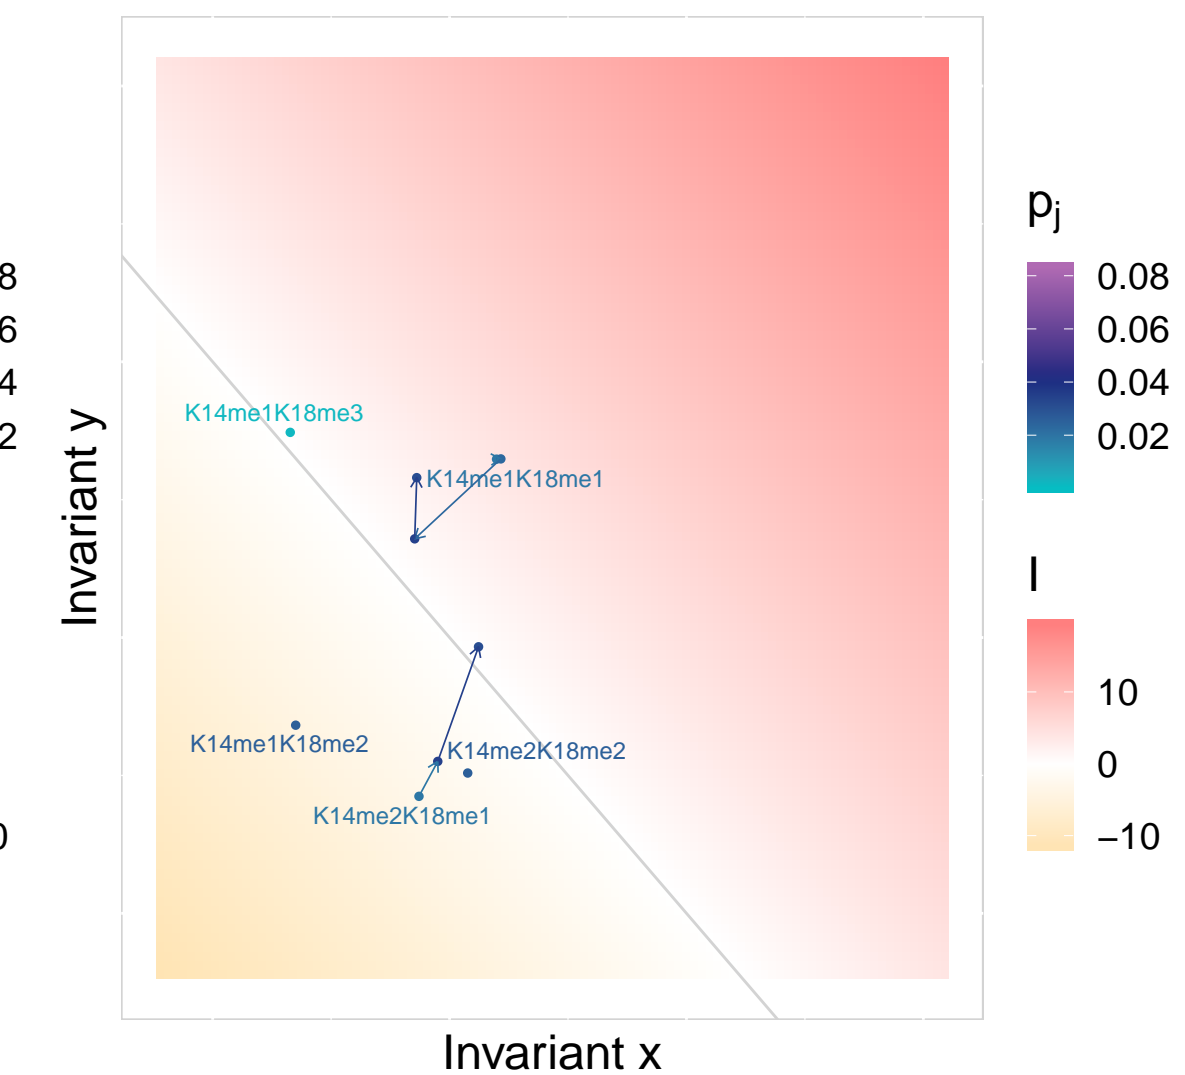 8
6
4
2
0
Invariant y
K14me1K18me3
K14me1K18me1
K14me1K18me2
K14me2K18me2
K14me2K18me1
Invariant x
pj
0.08
0.06
0.04
0.02
I
10
0
−10